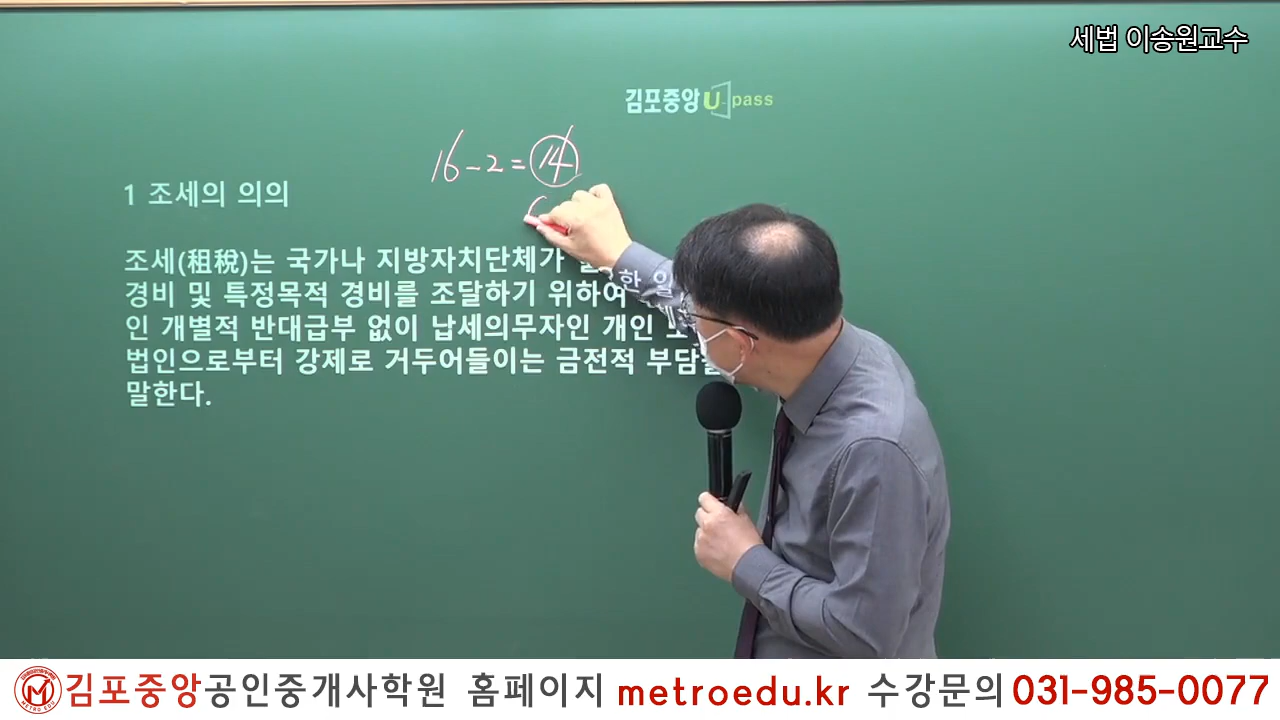 세법 이송원교수
김포중앙 U-pass
16-2=14
1 조세의 의의
조세(租稅)는 국가나 지방자치단체가 한 일
경비 및 특정목적 경비를 조달하기 위하여
인 개별적 반대급부 없이 납세의무자인 개인
법인으로부터 강제로 거두어들이는 금전적 부담을
말한다.
METRO EDU 김포중앙공인중개사학원 홈페이지 metroedu.kr 수강문의 031-985-0077